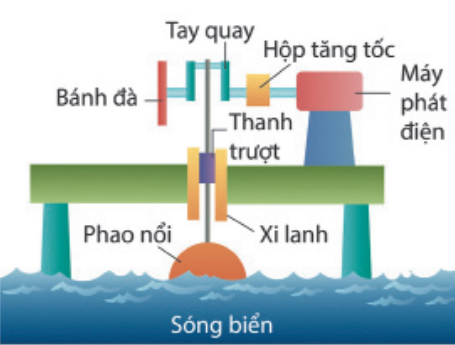 Tay quay
Hộp tăng tốc
Bánh đà
Máy
phát
điện
Thanh
trượt
Phao nổi
Xi lanh
Sóng biển